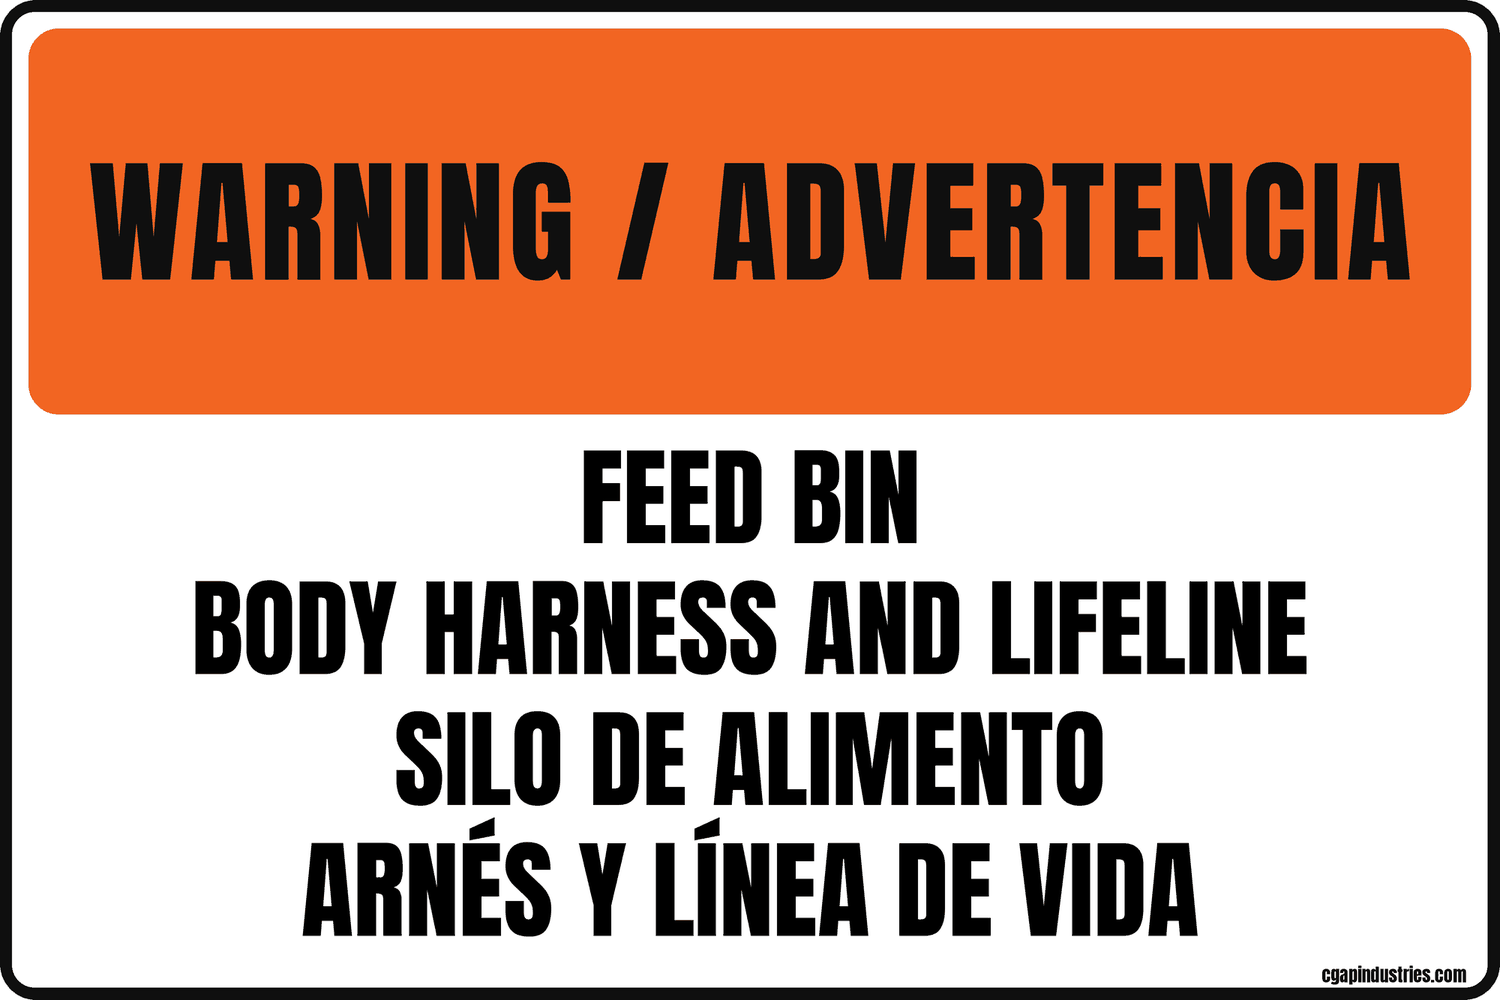 WARNING / ADVERTENCIA
FEED BIN
BODY HARNESS AND LIFELINE
SILO DE ALIMENTO
ARNÉS Y LÍNEA DE VIDA
cgapindustries.com